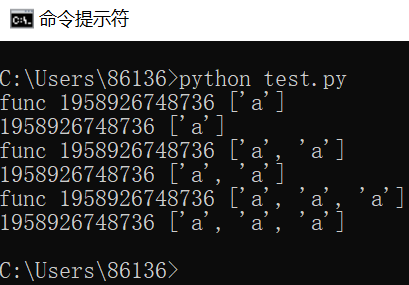 命令提示符
C:\Users\86136>python test.py
func 1958926748736 ['a']
1958926748736 ['a']
func 1958926748736 ['a', 'a']
1958926748736 ['a', 'a']
func 1958926748736 ['a', 'a', 'a']
1958926748736 ['a', 'a', 'a']
C:\Users\86136>